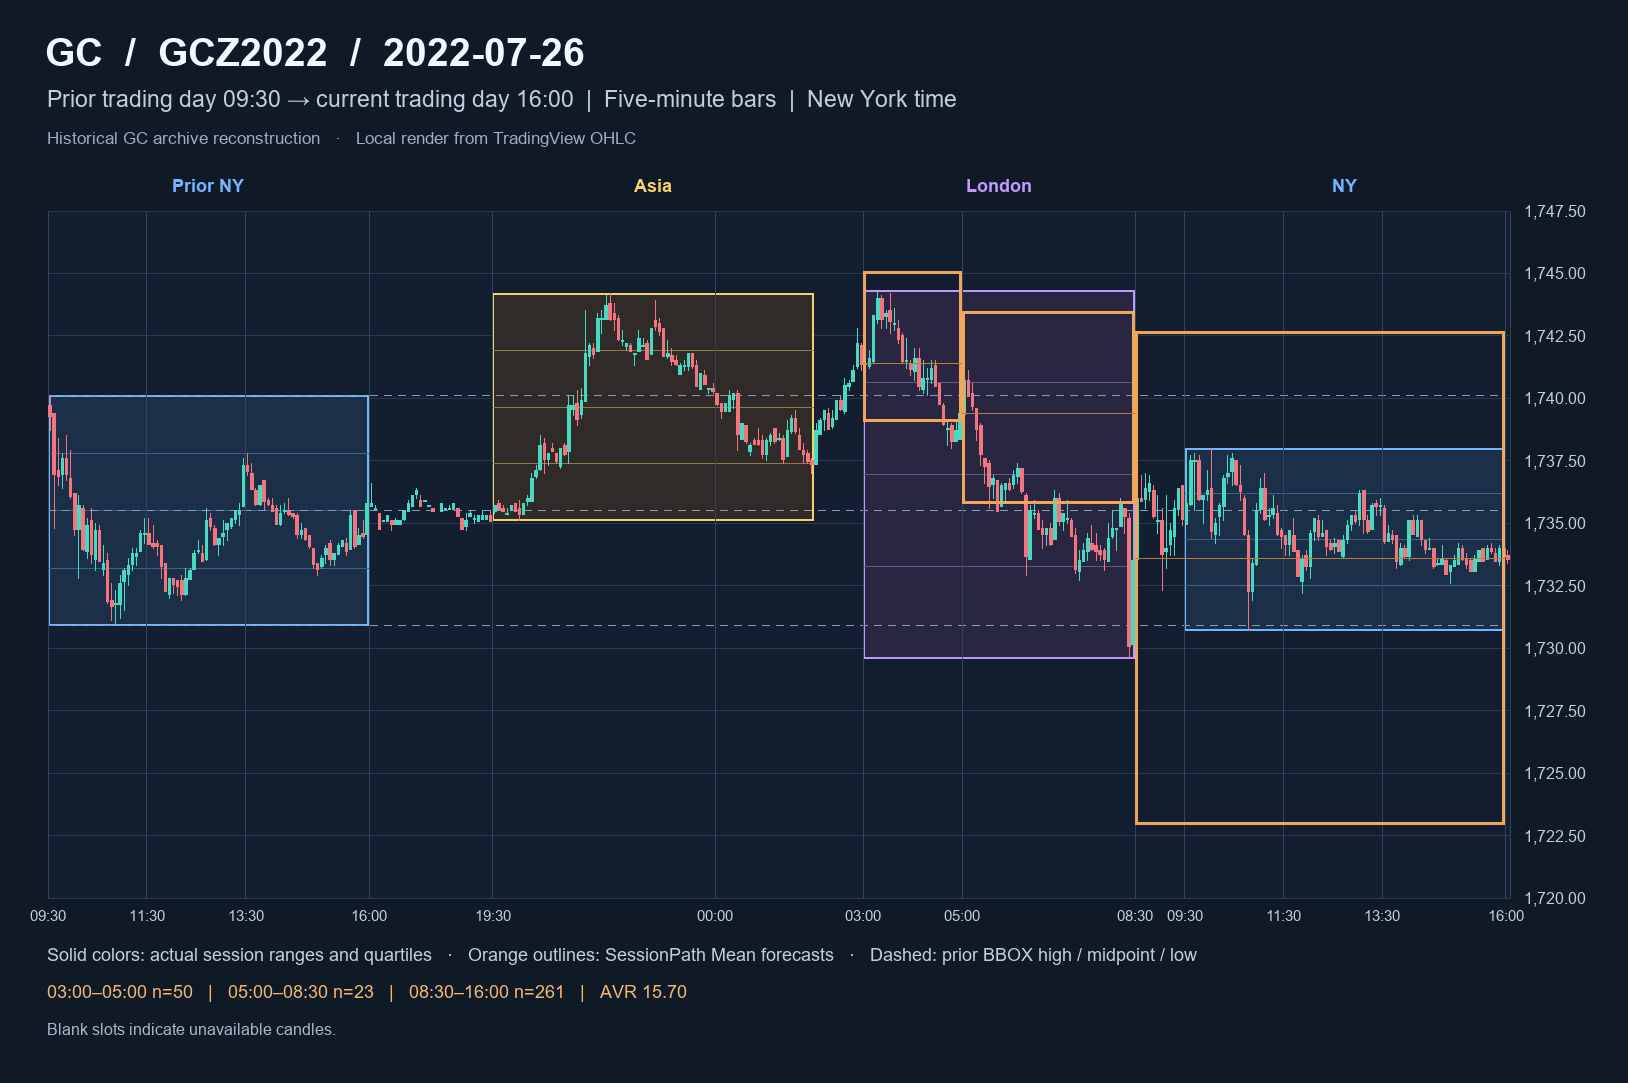 GC / GCZ2022 / 2022-07-26
Prior trading day 09:30 → current trading day 16:00 | Five-minute bars | New York time
Historical GC archive reconstruction · Local render from TradingView OHLC
Prior NY Asia London NY
1,747.50
1,745.00
1,742.50
1,740.00
1,737.50
1,735.00
1,732.50
1,730.00
1,727.50
1,725.00
1,722.50
1,720.00
09:30 11:30 13:30 16:00 19:30 00:00 03:00 05:00 08:30 09:30 11:30 13:30 16:00
Solid colors: actual session ranges and quartiles · Orange outlines: SessionPath Mean forecasts · Dashed: prior BBOX high / midpoint / low
03:00–05:00 n=50 | 05:00–08:30 n=23 | 08:30–16:00 n=261 | AVR 15.70
Blank slots indicate unavailable candles.